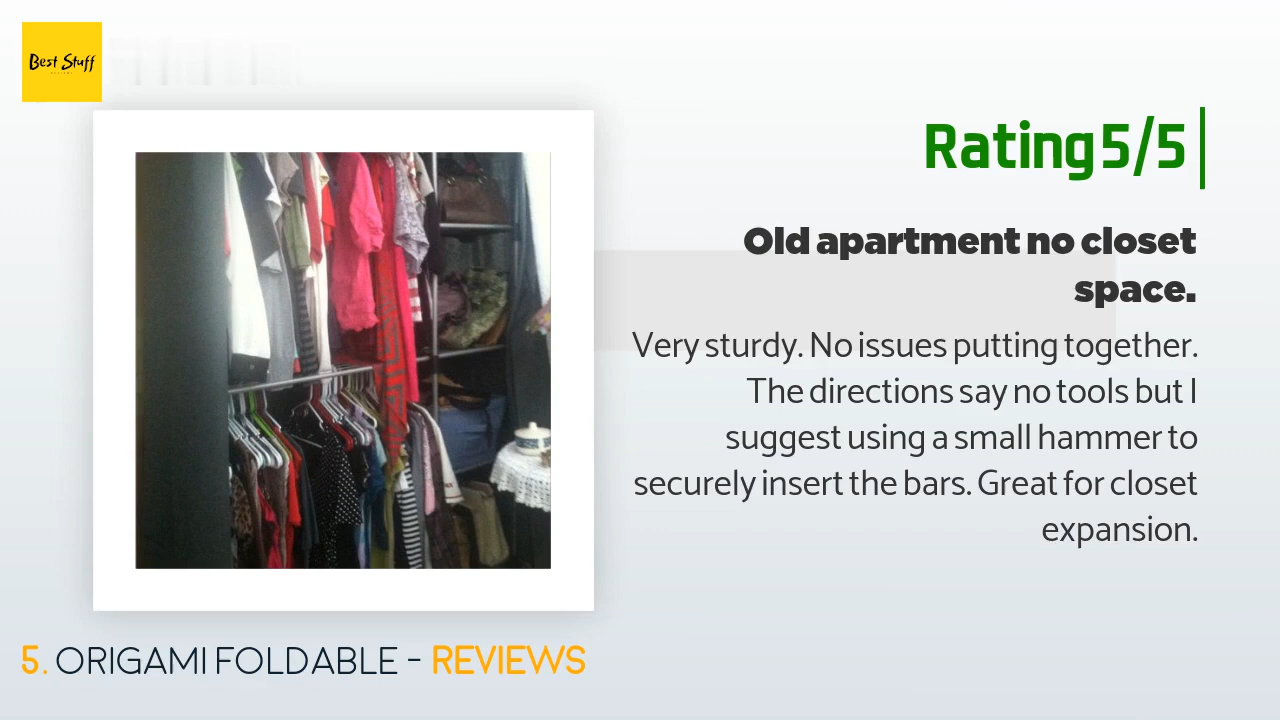 Best Stuff
Rating 5/5
Old apartment no closet
space.
Very sturdy. No issues putting together.
The directions say no tools but I
suggest using a small hammer to
securely insert the bars. Great for closet
expansion.
5. ORIGAMI FOLDABLE - REVIEWS